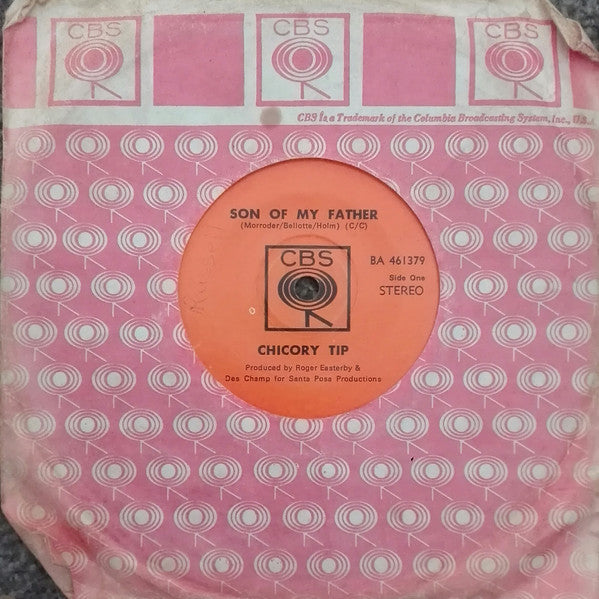 CBS CBS CBS
CBS is a Trademark of the Columbia Broadcasting System, Inc., U.S.A.
SON OF MY FATHER
(Morroder/Bellotte/Holm) (C/C)
CBS
BA 461379
Side One
STEREO
CHICORY TIP
Produced by Roger Easterby &
Des Champ for Santa Posa Productions